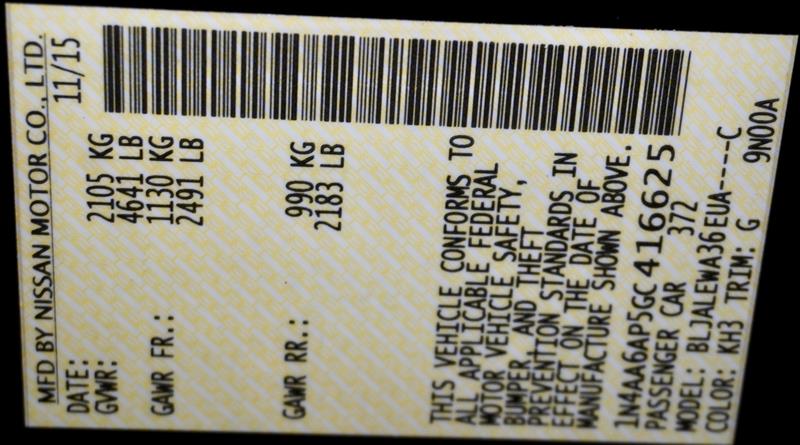 MFD BY NISSAN MOTOR CO., LTD.
DATE: 11/15
GVWR: 2105 KG
4641 LB
GAWR FR.: 1130 KG
2491 LB
GAWR RR.: 990 KG
2183 LB
THIS VEHICLE CONFORMS TO
ALL APPLICABLE FEDERAL
MOTOR VEHICLE SAFETY,
BUMPER, AND THEFT
PREVENTION STANDARDS IN
EFFECT ON THE DATE OF
MANUFACTURE SHOWN ABOVE.
1N4AA6AP5GC416625
PASSENGER CAR 372
MODEL: BLJALEWA36EUA----C
COLOR: KH3 TRIM: G 9N00A